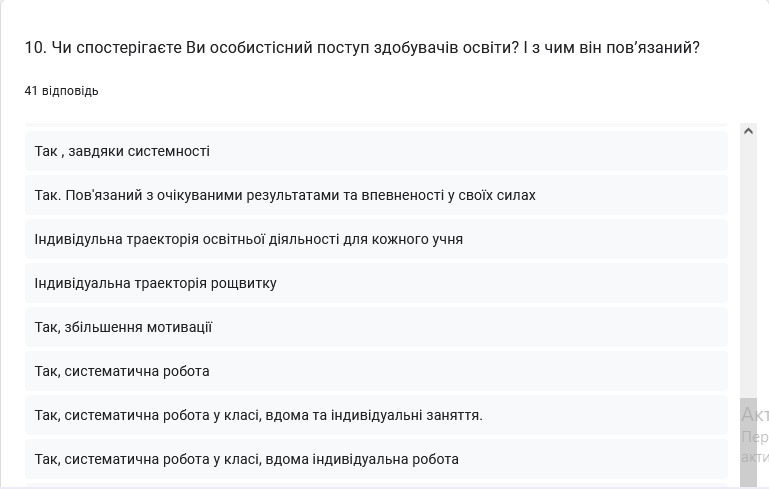 10. Чи спостерігаєте Ви особистісний поступ здобувачів освіти? І з чим він пов’язаний?
41 відповідь
Так , завдяки системності
Так. Пов'язаний з очікуваними результатами та впевненості у своїх силах
Індивідульна траекторія освітньої діяльності для кожного учня
Індивідуальна траекторія рощвитку
Так, збільшення мотивації
Так, систематична робота
Так, систематична робота у класі, вдома та індивідуальні заняття.
Так, систематична робота у класі, вдома індивідуальна робота
Акт
Пер
акти